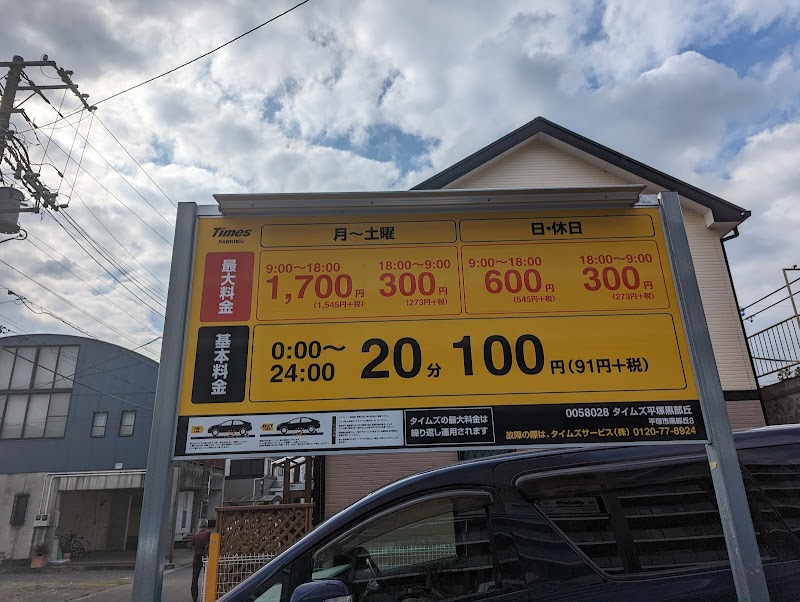 Times
PARKING
月～土曜
日・休日
最大料金
9:00～18:00
1,700円
(1,545円+税)
18:00～9:00
300円
(273円+税)
9:00～18:00
600円
(545円+税)
18:00～9:00
300円
(273円+税)
基本料金
0:00～
24:00
20分 100円(91円+税)
タイムズの最大料金は
繰り返し運用されます
0058028 タイムズ平塚黒部丘
平塚市黒部丘8
故障の際は、タイムズサービス(株) 0120-77-8924